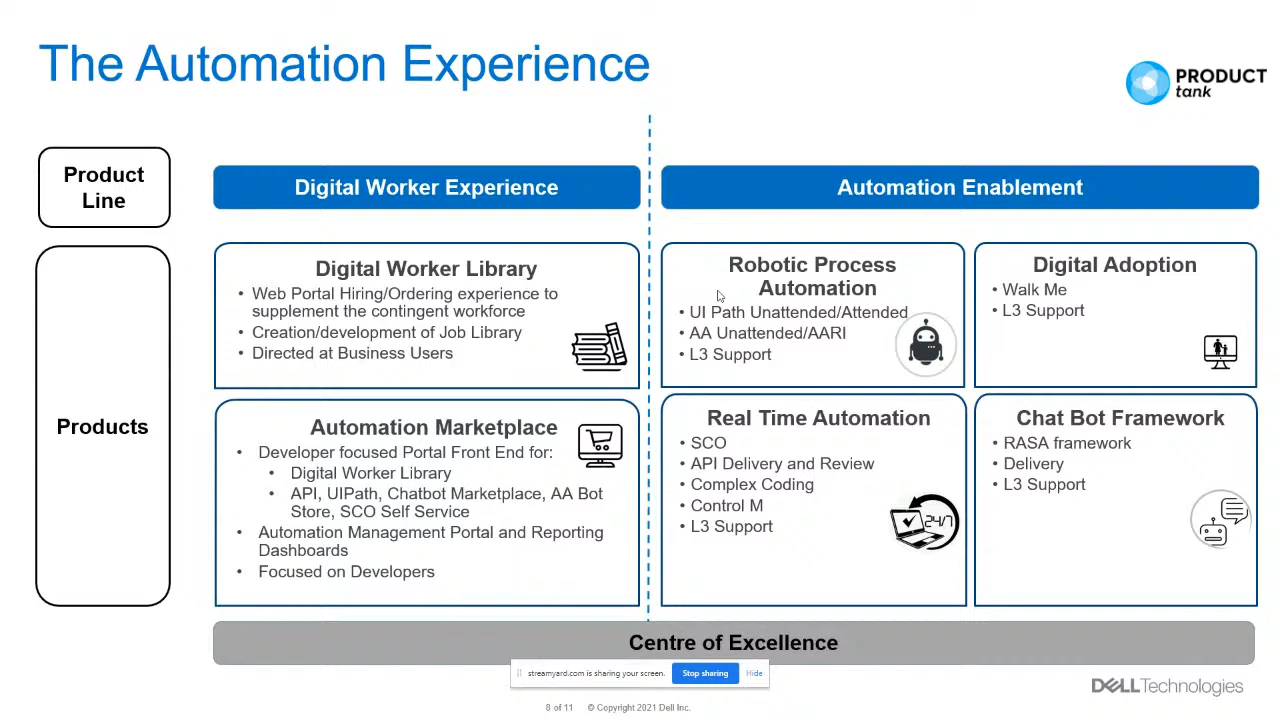 The Automation Experience
PRODUCT
tank
Product
Line
Digital Worker Experience
Automation Enablement
Products
Digital Worker Library
• Web Portal Hiring/Ordering experience to
supplement the contingent workforce
• Creation/development of Job Library
• Directed at Business Users
Robotic Process
Automation
• UI Path Unattended/Attended
• AA Unattended/AARI
• L3 Support
Digital Adoption
• Walk Me
• L3 Support
Automation Marketplace
• Developer focused Portal Front End for:
• Digital Worker Library
• API, UIPath, Chatbot Marketplace, AA Bot
Store, SCO Self Service
• Automation Management Portal and Reporting
Dashboards
• Focused on Developers
Real Time Automation
• SCO
• API Delivery and Review
• Complex Coding
• Control M
• L3 Support
24/7
Chat Bot Framework
• RASA framework
• Delivery
• L3 Support
Centre of Excellence
streamyard.com is sharing your screen.
Stop sharing
Hide
DELL Technologies
8 of 11 © Copyright 2021 Dell Inc.